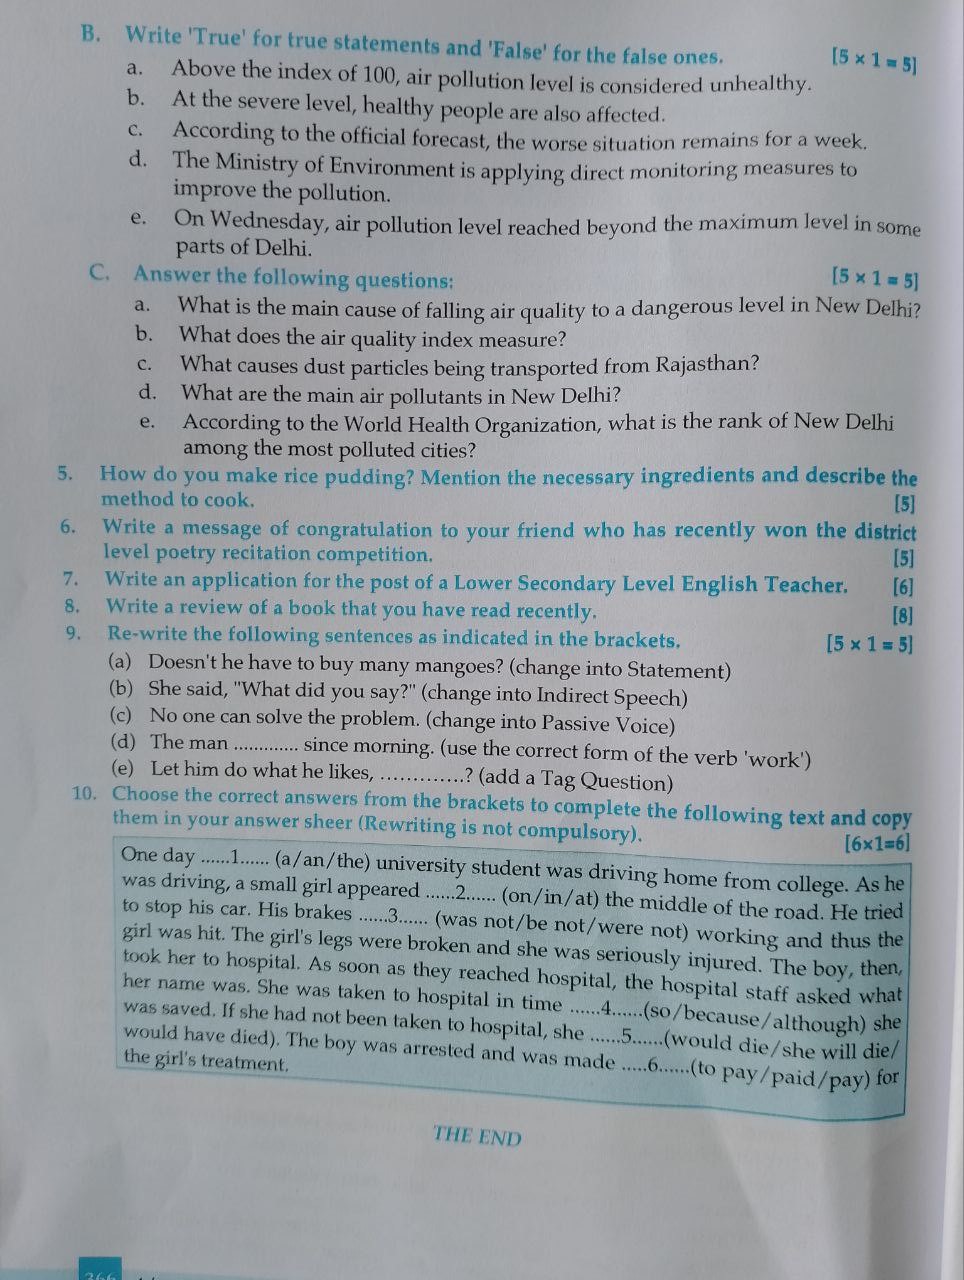 B. Write 'True' for true statements and 'False' for the false ones. [5 × 1 = 5]
a. Above the index of 100, air pollution level is considered unhealthy.
b. At the severe level, healthy people are also affected.
c. According to the official forecast, the worse situation remains for a week.
d. The Ministry of Environment is applying direct monitoring measures to
improve the pollution.
e. On Wednesday, air pollution level reached beyond the maximum level in some
parts of Delhi.
C. Answer the following questions: [5 × 1 = 5]
a. What is the main cause of falling air quality to a dangerous level in New Delhi?
b. What does the air quality index measure?
c. What causes dust particles being transported from Rajasthan?
d. What are the main air pollutants in New Delhi?
e. According to the World Health Organization, what is the rank of New Delhi
among the most polluted cities?
5. How do you make rice pudding? Mention the necessary ingredients and describe the
method to cook. [5]
6. Write a message of congratulation to your friend who has recently won the district
level poetry recitation competition. [5]
7. Write an application for the post of a Lower Secondary Level English Teacher. [6]
8. Write a review of a book that you have read recently. [8]
9. Re-write the following sentences as indicated in the brackets. [5 × 1 = 5]
(a) Doesn't he have to buy many mangoes? (change into Statement)
(b) She said, "What did you say?" (change into Indirect Speech)
(c) No one can solve the problem. (change into Passive Voice)
(d) The man ............. since morning. (use the correct form of the verb 'work')
(e) Let him do what he likes, .............? (add a Tag Question)
10. Choose the correct answers from the brackets to complete the following text and copy
them in your answer sheer (Rewriting is not compulsory). [6×1=6]
One day ......1...... (a/an/the) university student was driving home from college. As he
was driving, a small girl appeared ......2...... (on/in/at) the middle of the road. He tried
to stop his car. His brakes ......3...... (was not/be not/were not) working and thus the
girl was hit. The girl's legs were broken and she was seriously injured. The boy, then,
took her to hospital. As soon as they reached hospital, the hospital staff asked what
her name was. She was taken to hospital in time ......4......(so/because/although) she
was saved. If she had not been taken to hospital, she ......5......(would die/she will die/
would have died). The boy was arrested and was made .....6......(to pay/paid/pay) for
the girl's treatment.
THE END
366